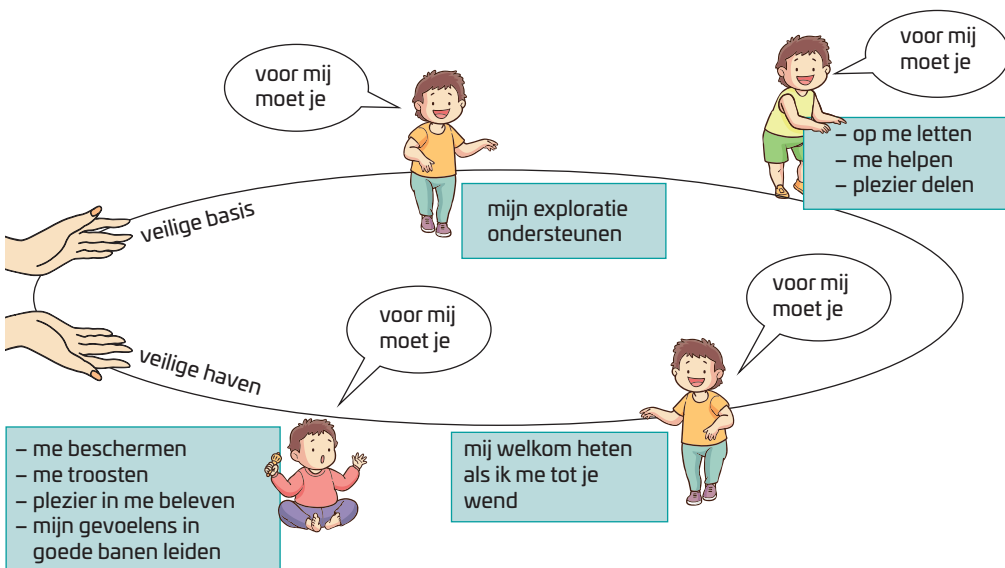 voor mij
moet je
mijn exploratie
ondersteunen
voor mij
moet je
– op me letten
– me helpen
– plezier delen
veilige basis
veilige haven
voor mij
moet je
mij welkom heten
als ik me tot je
wend
voor mij
moet je
– me beschermen
– me troosten
– plezier in me beleven
– mijn gevoelens in
goede banen leiden